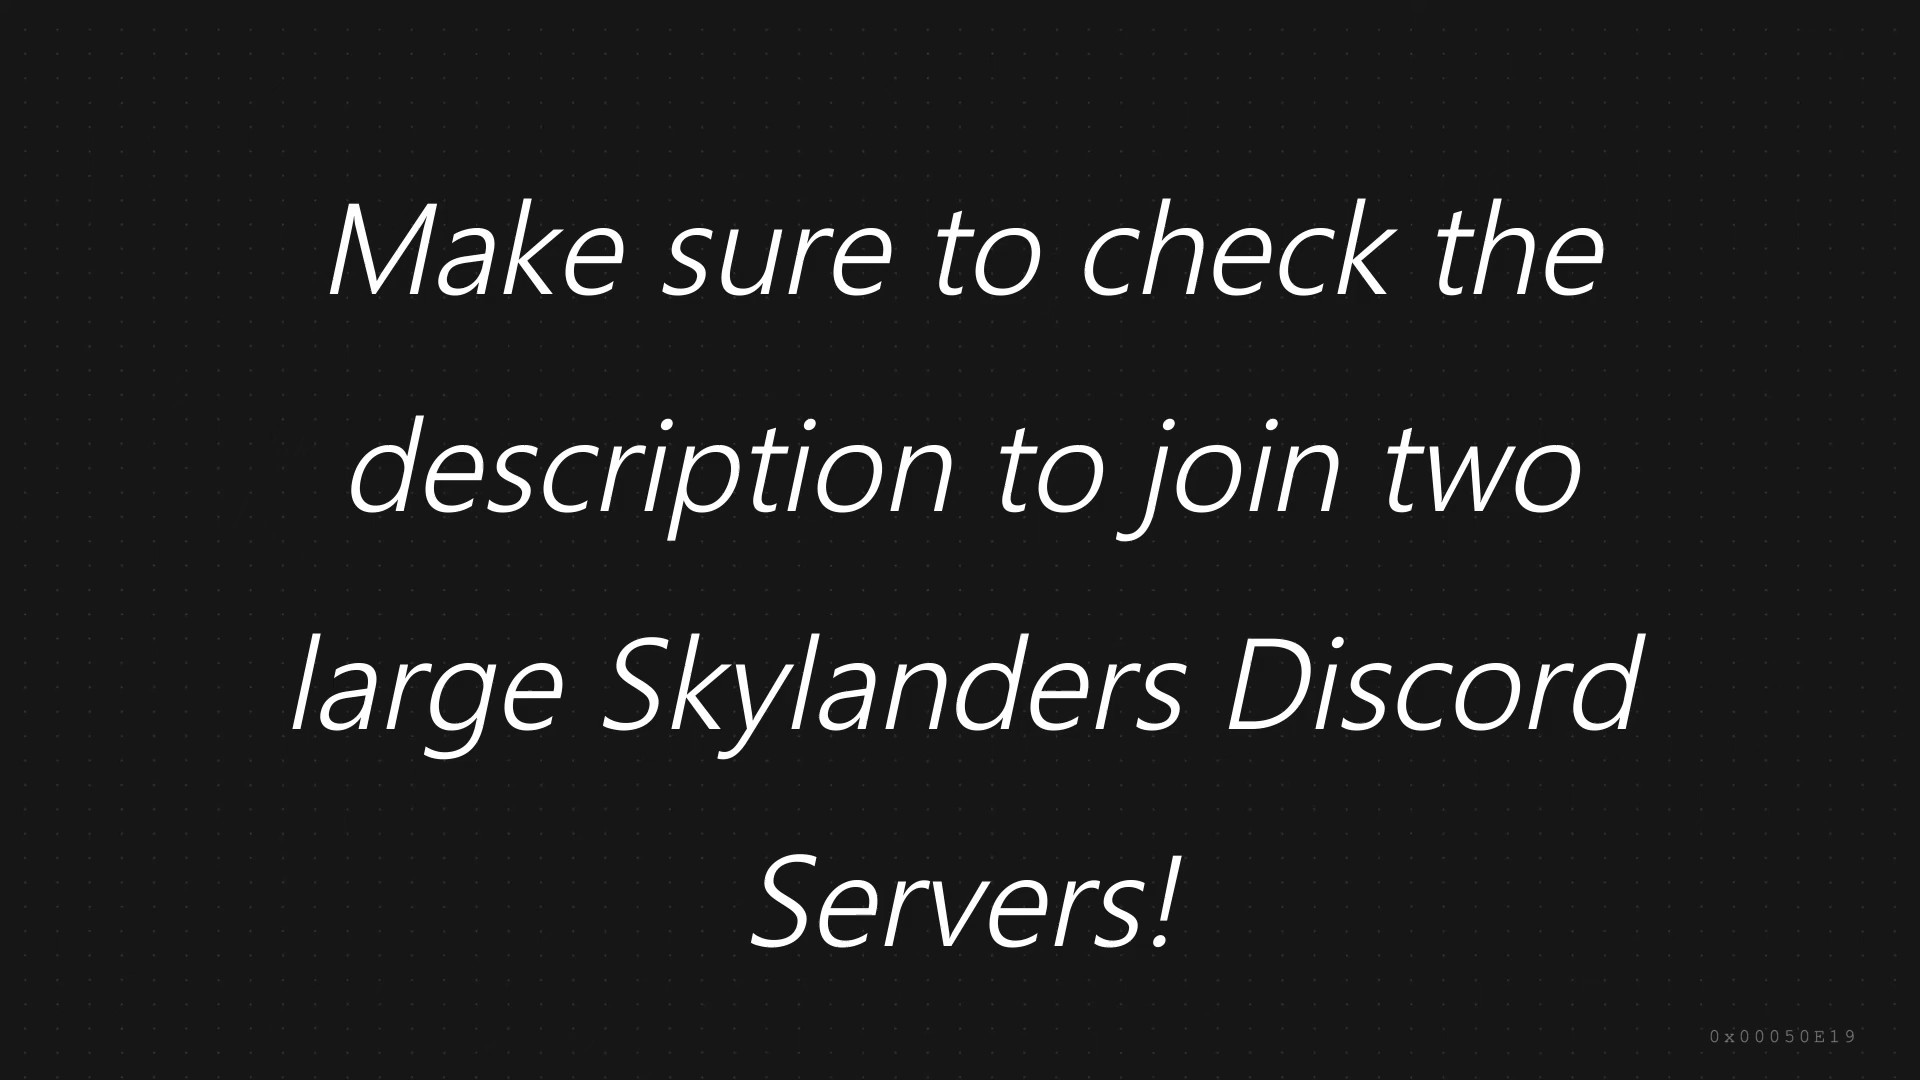 Make sure to check the
description to join two
large Skylanders Discord
Servers!
0x00050E19